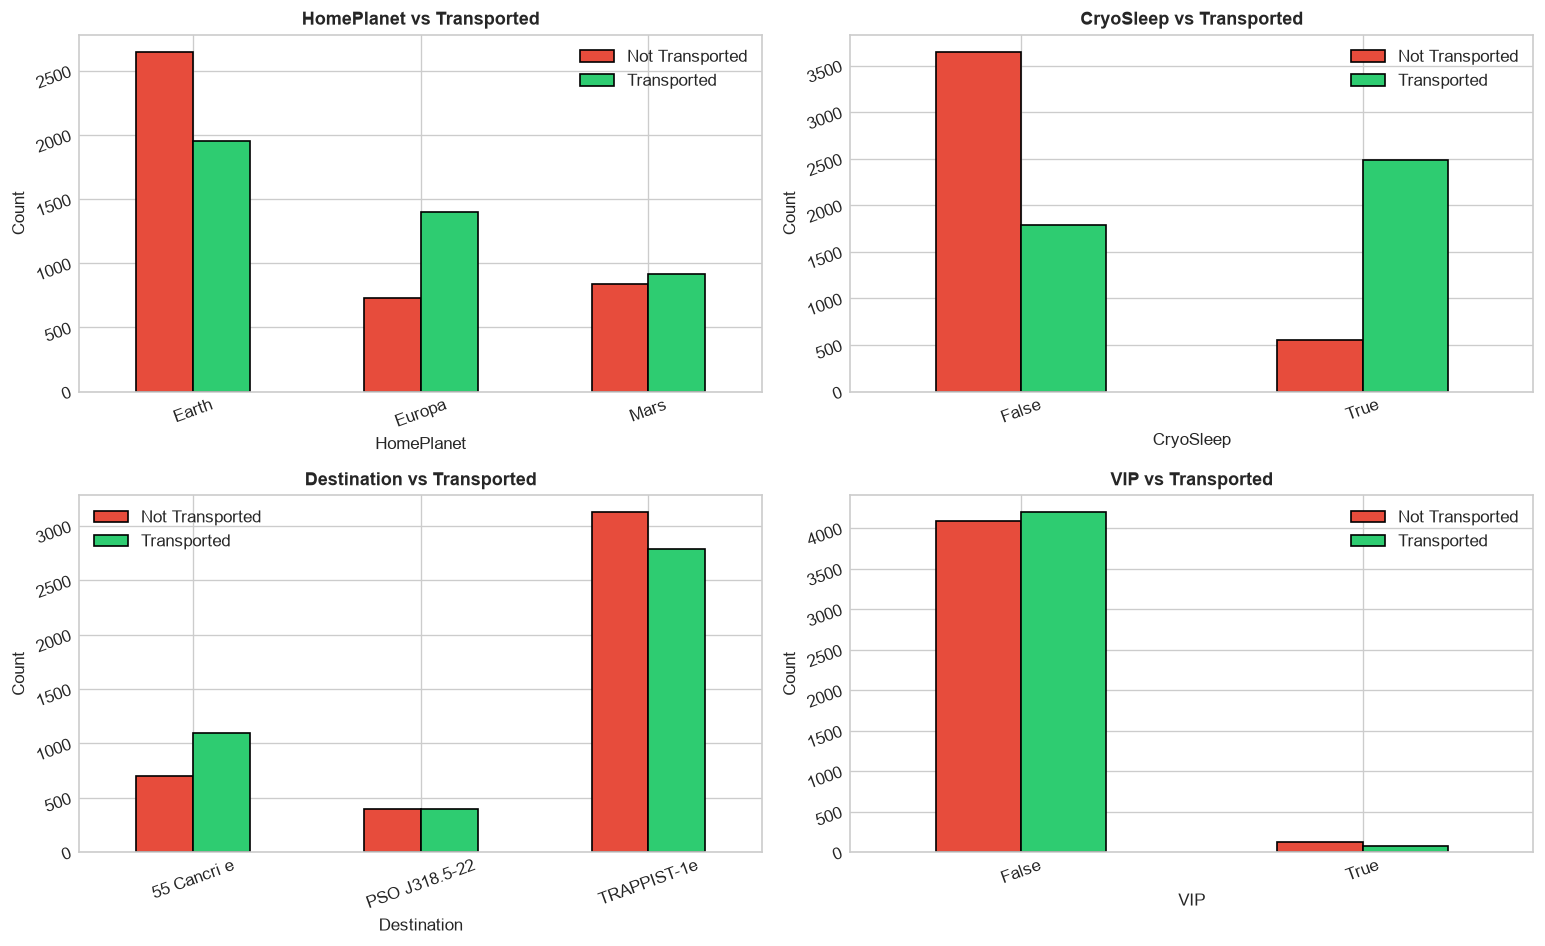 HomePlanet vs Transported
Not Transported
Transported
2500
2000
1500
1000
500
0
Count
Earth
Europa
Mars
HomePlanet
CryoSleep vs Transported
Not Transported
Transported
3500
3000
2500
2000
1500
1000
500
0
Count
False
True
CryoSleep
Destination vs Transported
Not Transported
Transported
3000
2500
2000
1500
1000
500
0
Count
55 Cancri e
PSO J318.5-22
TRAPPIST-1e
Destination
VIP vs Transported
Not Transported
Transported
4000
3500
3000
2500
2000
1500
1000
500
0
Count
False
True
VIP